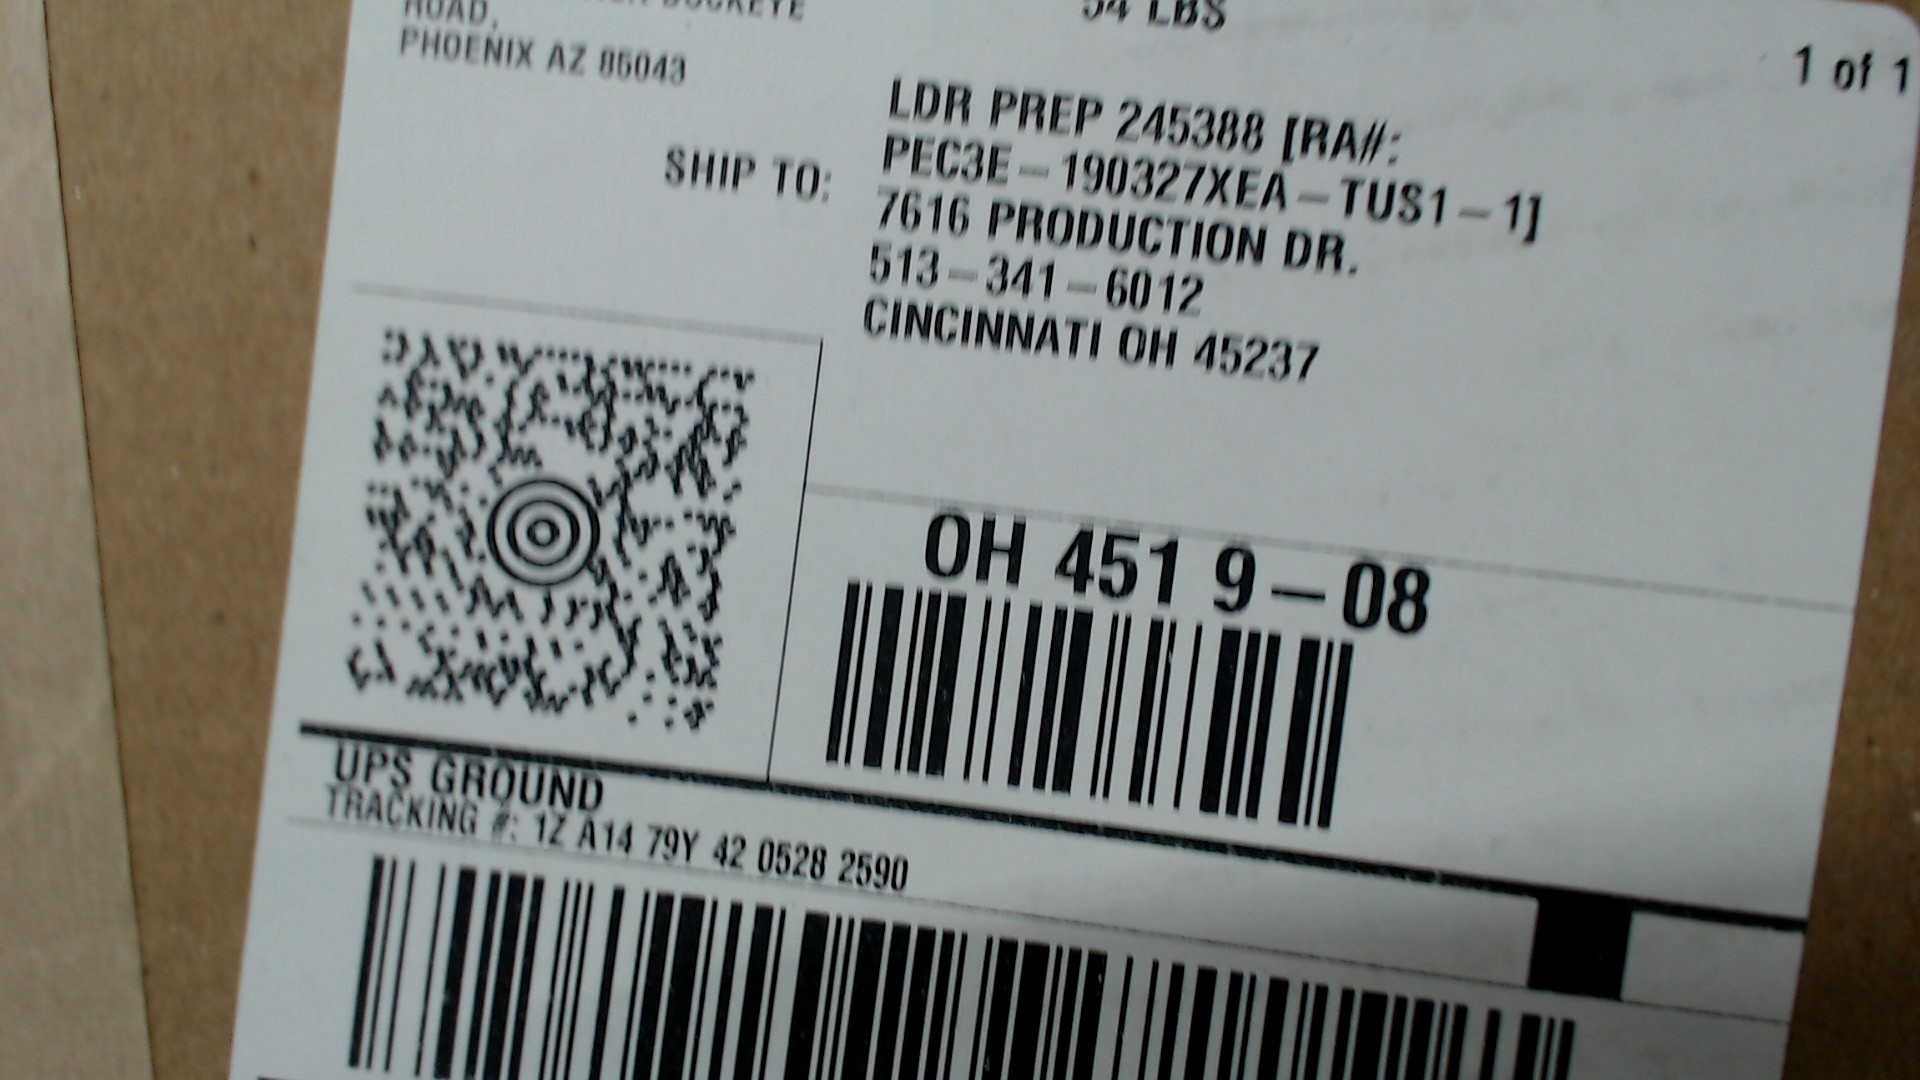 ROAD,
PHOENIX AZ 85043
54 LBS
1 of 1
SHIP TO:
LDR PREP 245388 [RA#:
PEC3E-190327XEA-TUS1-1]
7616 PRODUCTION DR.
513-341-6012
CINCINNATI OH 45237
OH 451 9-08
UPS GROUND
TRACKING #: 1Z A14 79Y 42 0528 2590